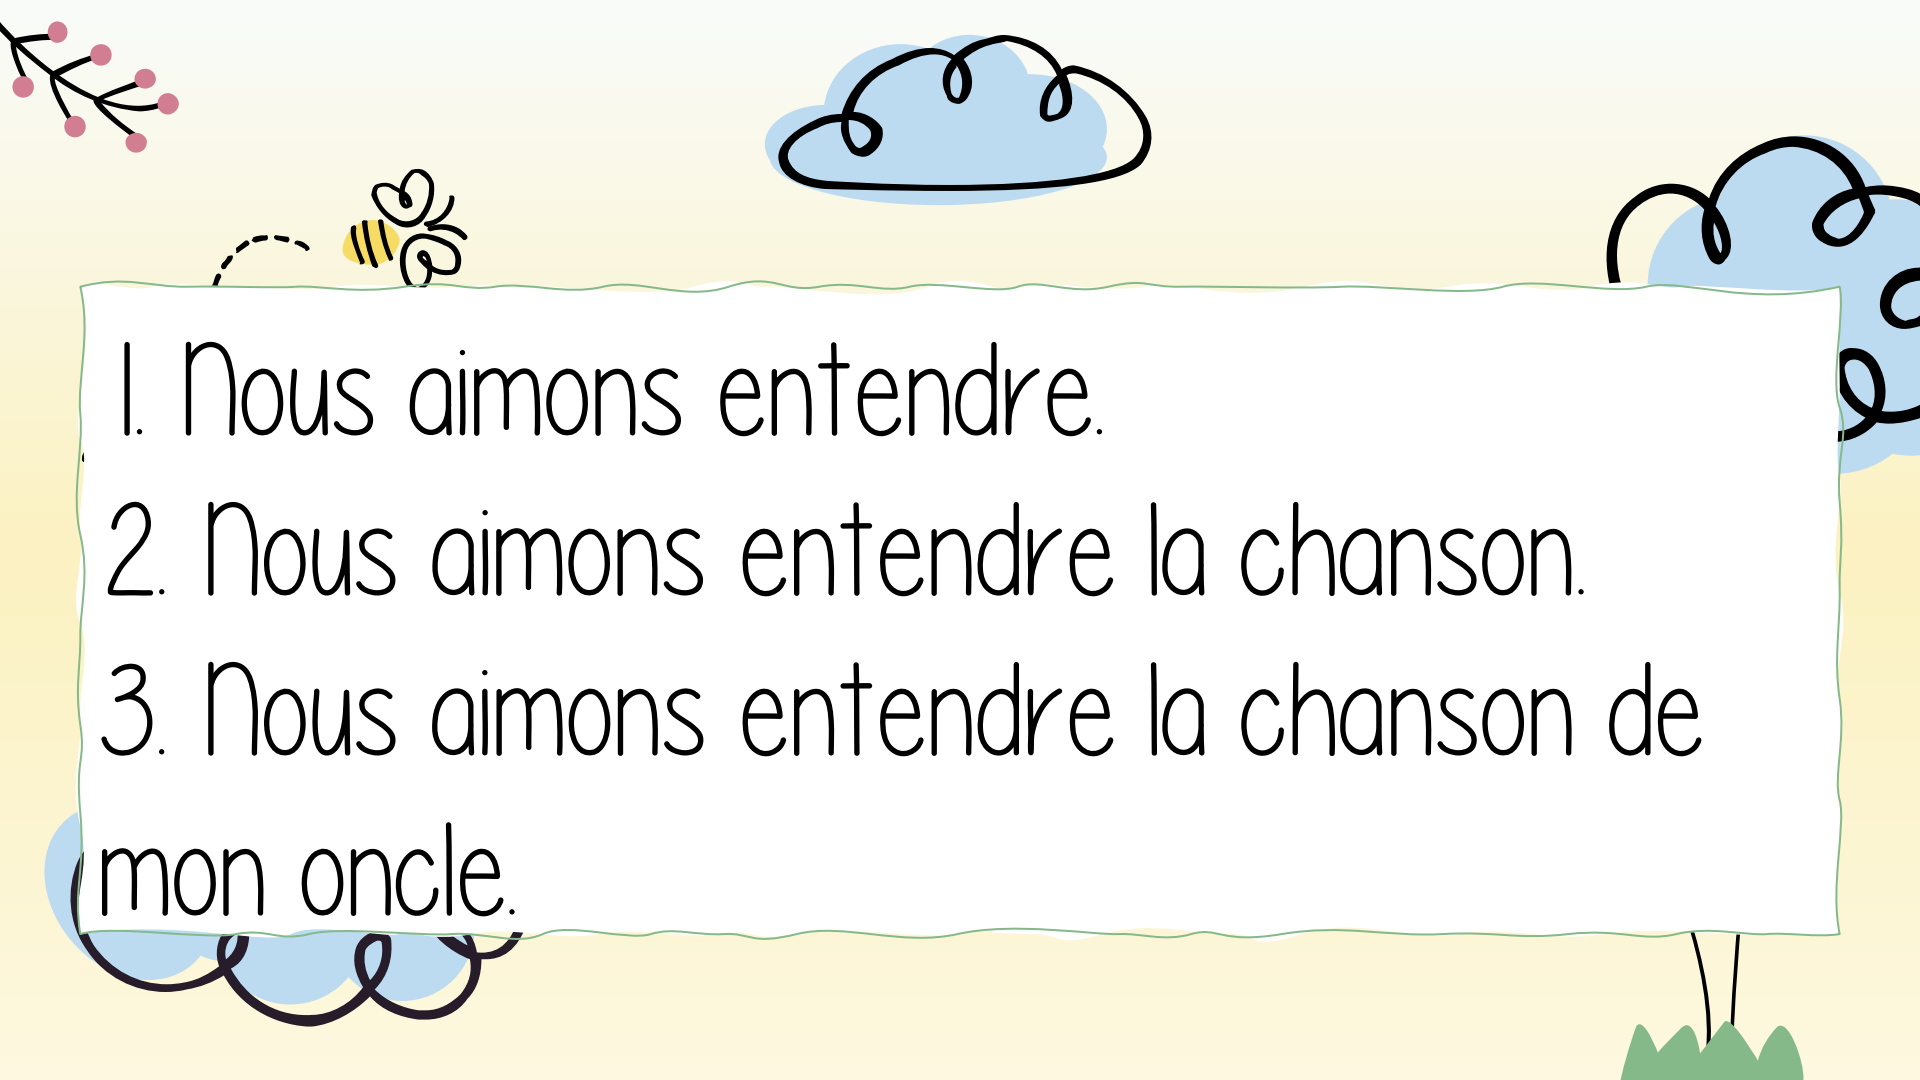 1. Nous aimons entendre.
2. Nous aimons entendre la chanson.
3. Nous aimons entendre la chanson de
mon oncle.